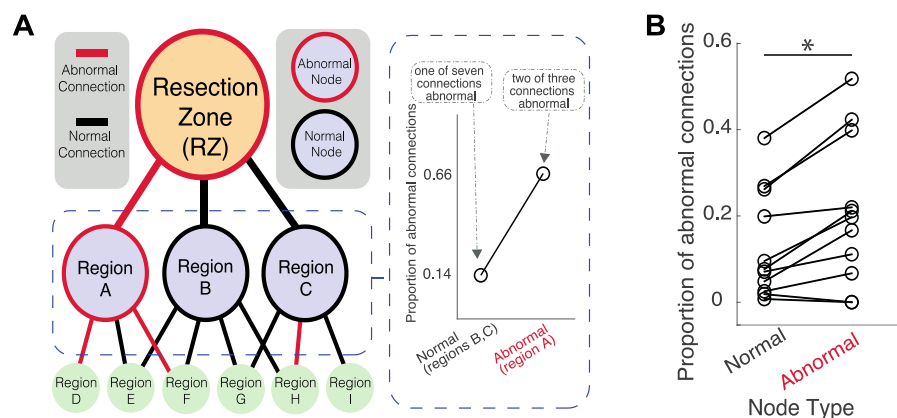 A
Abnormal
Connection
Normal
Connection
Resection
Zone
(RZ)
Abnormal
Node
Normal
Node
Region
A
Region
B
Region
C
Region
D
Region
E
Region
F
Region
G
Region
H
Region
I
one of seven
connections
abnormal
two of three
connections
abnormal
Proportion of abnormal connections
0.66
0.14
Normal
(regions B,C)
Abnormal
(region A)
B
Proportion of abnormal connections
0.6
0.4
0.2
0
*
Normal
Abnormal
Node Type